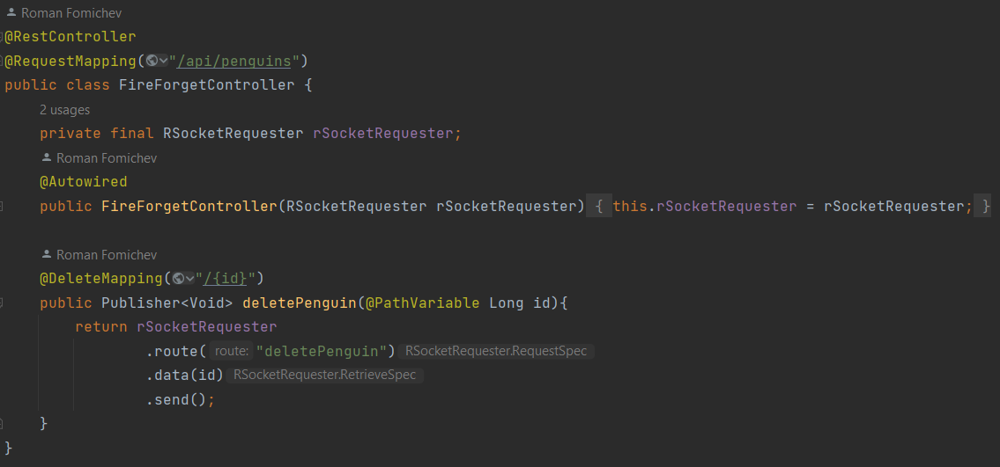 Roman Fomichev
@RestController
@RequestMapping("/api/penguins")
public class FireForgetController {
2 usages
private final RSocketRequester rSocketRequester;
Roman Fomichev
@Autowired
public FireForgetController(RSocketRequester rSocketRequester) { this.rSocketRequester = rSocketRequester; }
Roman Fomichev
@DeleteMapping("/{id}")
public Publisher<Void> deletePenguin(@PathVariable Long id){
return rSocketRequester
.route( route: "deletePenguin") RSocketRequester.RequestSpec
.data(id) RSocketRequester.RetrieveSpec
.send();
}
}